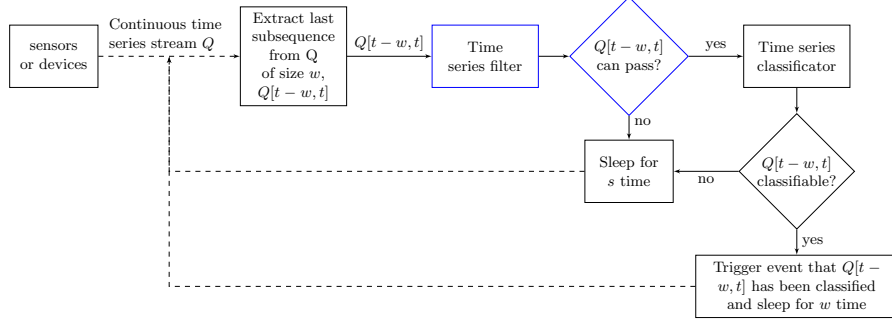 sensors
or devices
Continuous time
series stream Q
Extract last
subsequence
from Q
of size w,
Q[t − w, t]
Q[t − w, t]
Time
series filter
Q[t − w, t]
can pass?
yes
Time series
classificator
no
Sleep for
s time
no
Q[t − w, t]
classifiable?
yes
Trigger event that Q[t −
w, t] has been classified
and sleep for w time